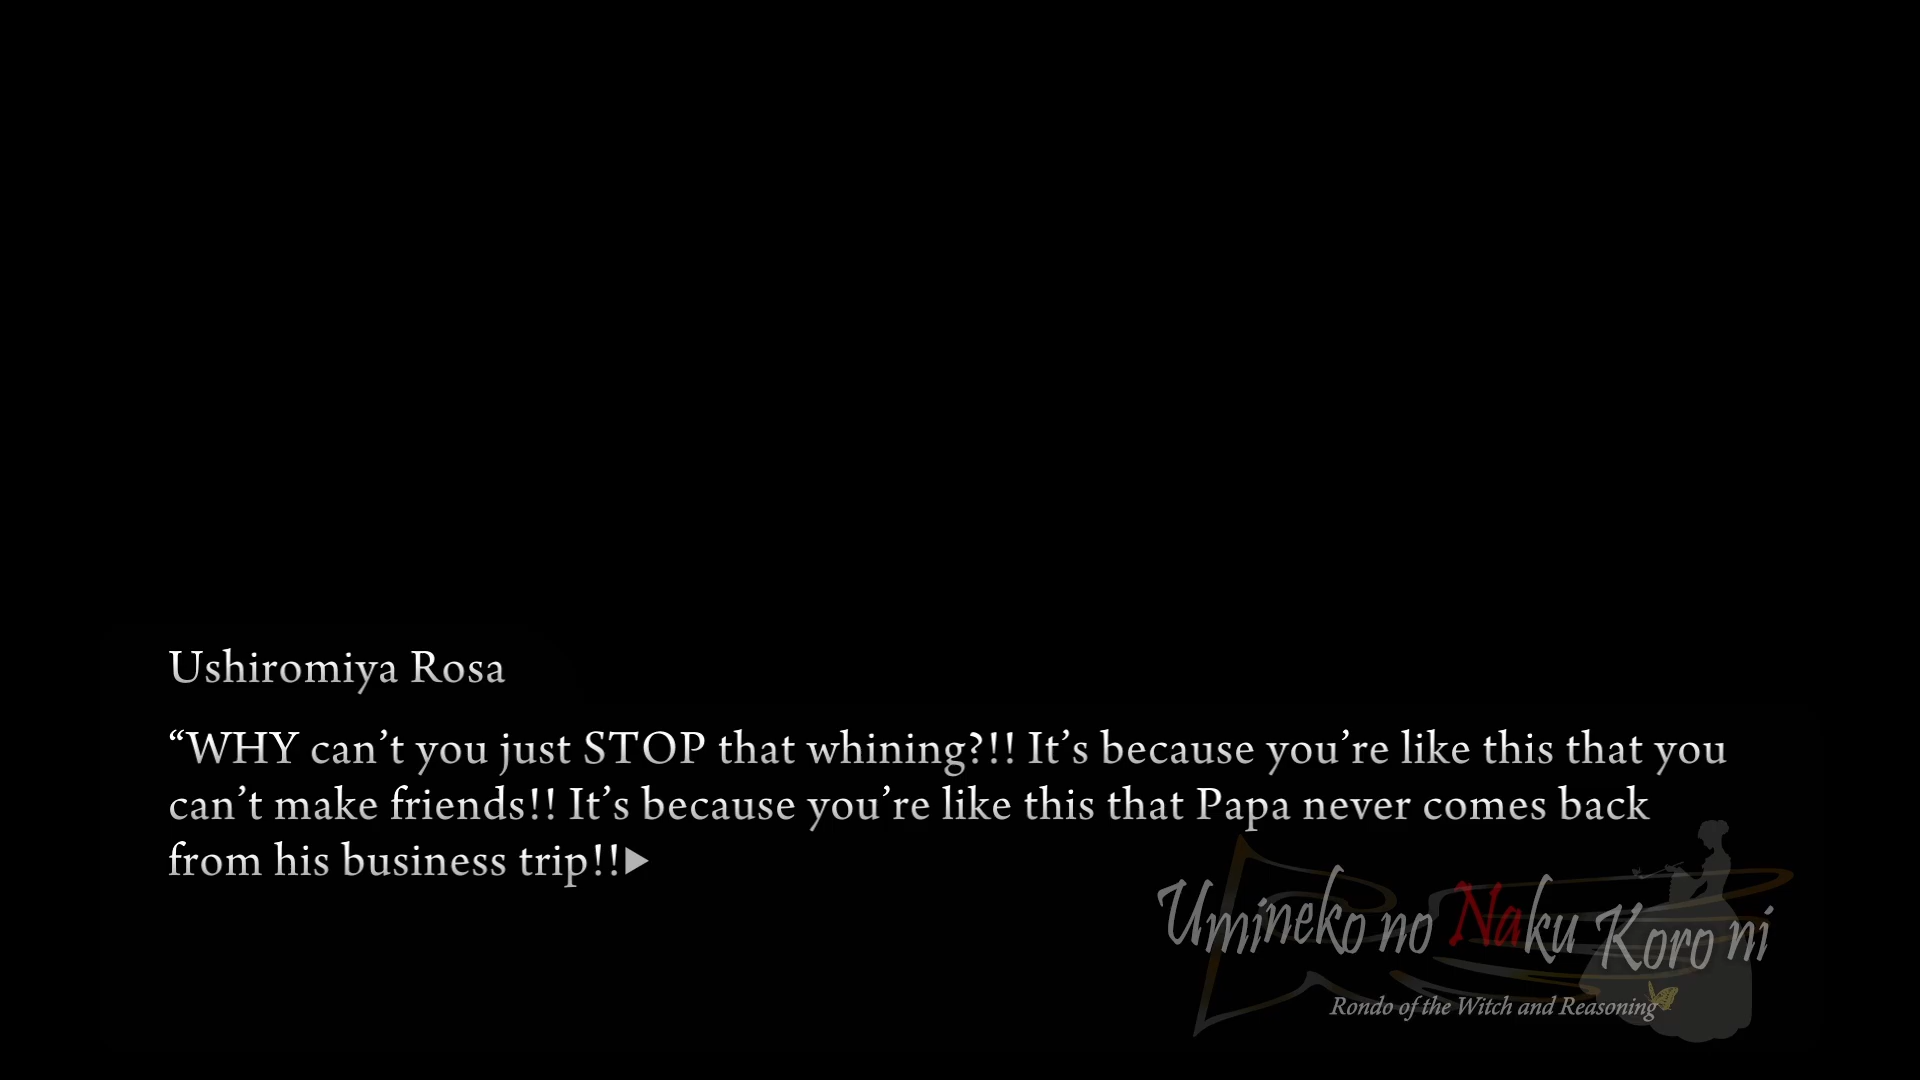 Ushiromiya Rosa
“WHY can’t you just STOP that whining?!! It’s because you’re like this that you
can’t make friends!! It’s because you’re like this that Papa never comes back
from his business trip!!
Umineko no Naku Koro ni
Rondo of the Witch and Reasoning